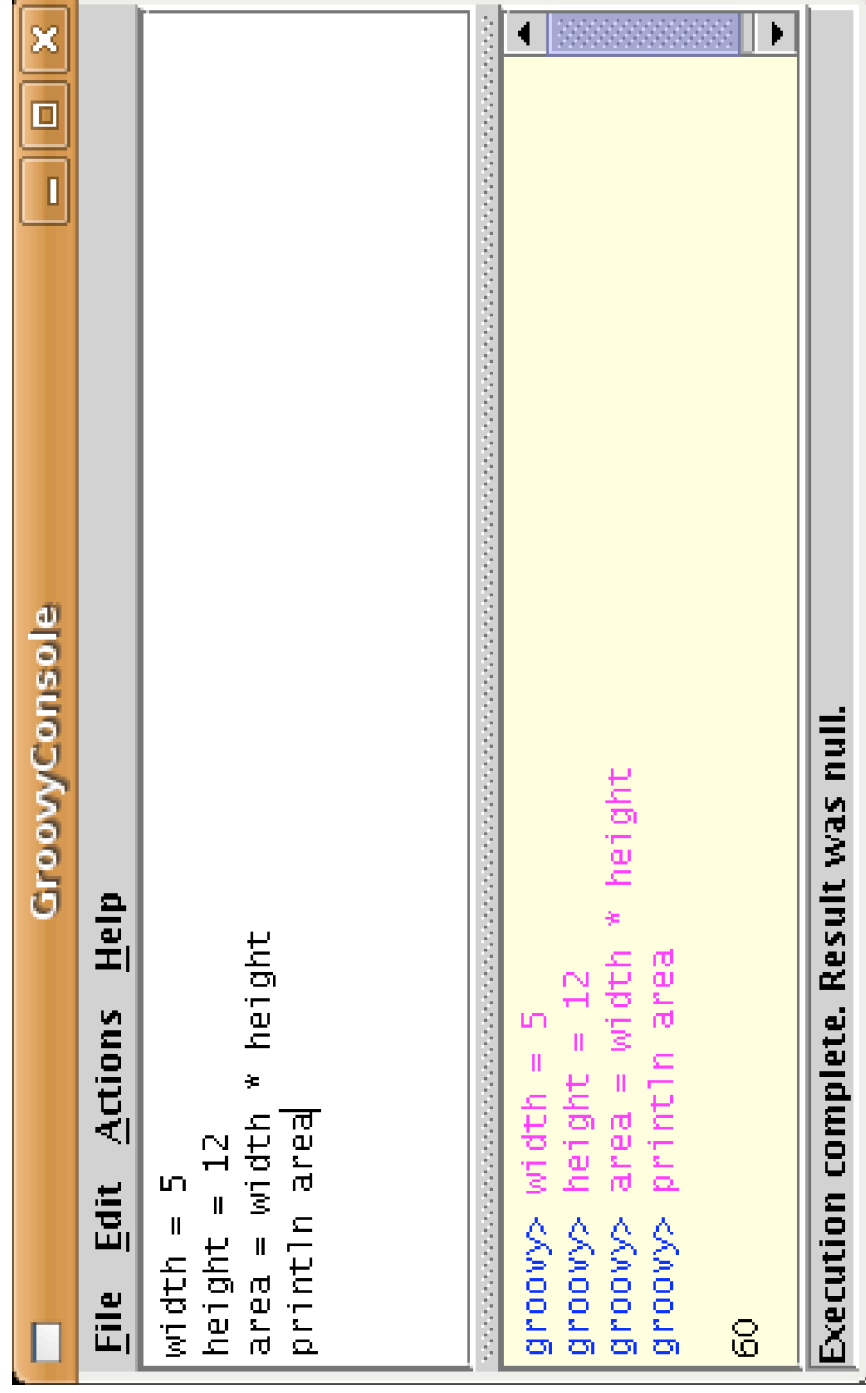 GroovyConsole
File Edit Actions Help
width = 5
height = 12
area = width * height
println area
groovy> width = 5
groovy> height = 12
groovy> area = width * height
groovy> println area
60
Execution complete. Result was null.